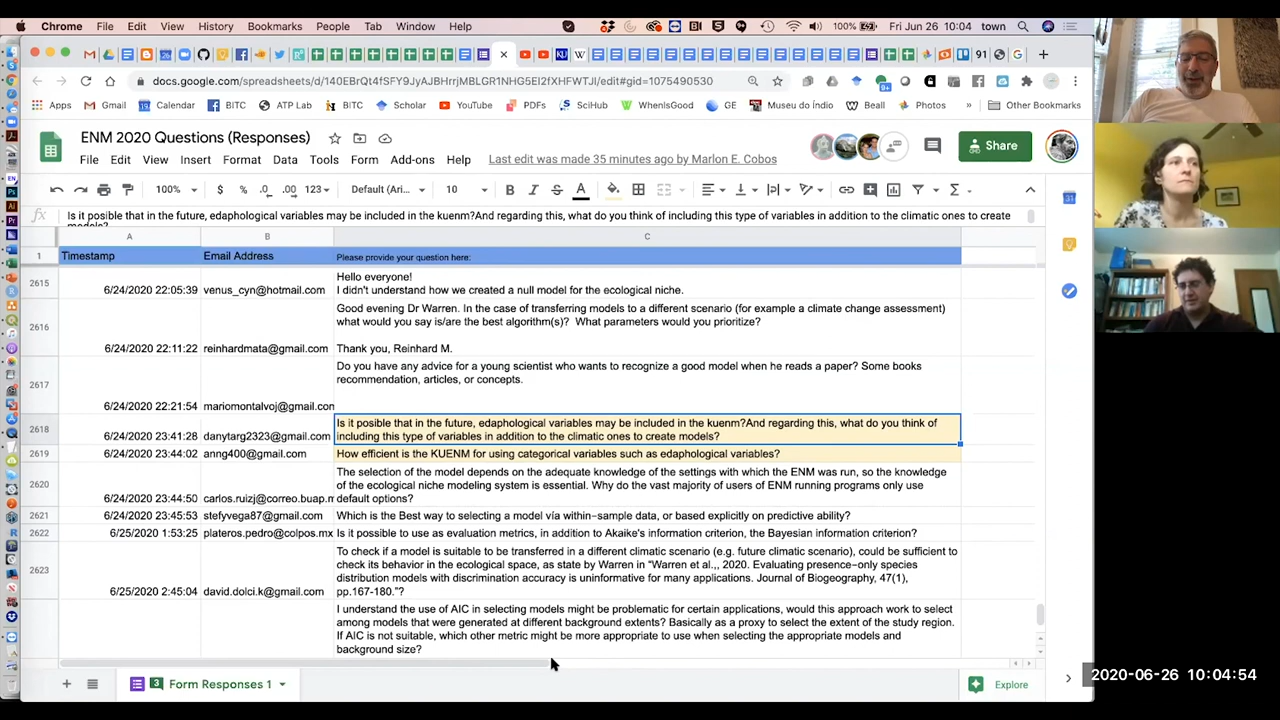 Chrome File Edit View History Bookmarks People Tab Window Help 100% Fri Jun 26 10:04 town
91
docs.google.com/spreadsheets/d/140EBrQt4fSFY9JyAJBHrrjMBLGR1NHG5EI2fXHFWTJI/edit#gid=1075490530
Apps Gmail Calendar BITC ATP Lab BITC Scholar YouTube PDFs SciHub WhenIsGood GE Museu do Índio Beall Photos » Other Bookmarks
ENM 2020 Questions (Responses)
File Edit View Insert Format Data Tools Form Add-ons Help Last edit was made 35 minutes ago by Marlon E. Cobos
Share
100% $ % .0 .00 123 Default (Ari... 10 B I S A
fx Is it posible that in the future, edaphological variables may be included in the kuenm?And regarding this, what do you think of including this type of variables in addition to the climatic ones to create
models?
A B C
1 Timestamp Email Address Please provide your question here:
Hello everyone!
2615 6/24/2020 22:05:39 venus_cyn@hotmail.com I didn't understand how we created a null model for the ecological niche.
Good evening Dr Warren. In the case of transferring models to a different scenario (for example a climate change assessment)
what would you say is/are the best algorithm(s)? What parameters would you prioritize?
2616 6/24/2020 22:11:22 reinhardmata@gmail.com Thank you, Reinhard M.
Do you have any advice for a young scientist who wants to recognize a good model when he reads a paper? Some books
recommendation, articles, or concepts.
2617 6/24/2020 22:21:54 mariomontalvoj@gmail.com
Is it posible that in the future, edaphological variables may be included in the kuenm?And regarding this, what do you think of
2618 6/24/2020 23:41:28 danytarg2323@gmail.com including this type of variables in addition to the climatic ones to create models?
2619 6/24/2020 23:44:02 anng400@gmail.com How efficient is the KUENM for using categorical variables such as edaphological variables?
The selection of the model depends on the adequate knowledge of the settings with which the ENM was run, so the knowledge
of the ecological niche modeling system is essential. Why do the vast majority of users of ENM running programs only use
2620 6/24/2020 23:44:50 carlos.ruizj@correo.buap.m default options?
2621 6/24/2020 23:45:53 stefyvega87@gmail.com Which is the Best way to selecting a model vía within-sample data, or based explicitly on predictive ability?
2622 6/25/2020 1:53:25 plateros.pedro@colpos.mx Is it possible to use as evaluation metrics, in addition to Akaike's information criterion, the Bayesian information criterion?
To check if a model is suitable to be transferred in a different climatic scenario (e.g. future climatic scenario), could be sufficient to
check its behavior in the ecological space, as state by Warren in "Warren et al.,, 2020. Evaluating presence-only species
distribution models with discrimination accuracy is uninformative for many applications. Journal of Biogeography, 47(1),
2623 6/25/2020 2:45:04 david.dolci.k@gmail.com pp.167-180."?
I understand the use of AIC in selecting models might be problematic for certain applications, would this approach work to select
among models that were generated at different background extents? Basically as a proxy to select the extent of the study region.
If AIC is not suitable, which other metric might be more appropriate to use when selecting the appropriate models and
background size?
3 Form Responses 1 Explore
2020-06-26 10:04:54